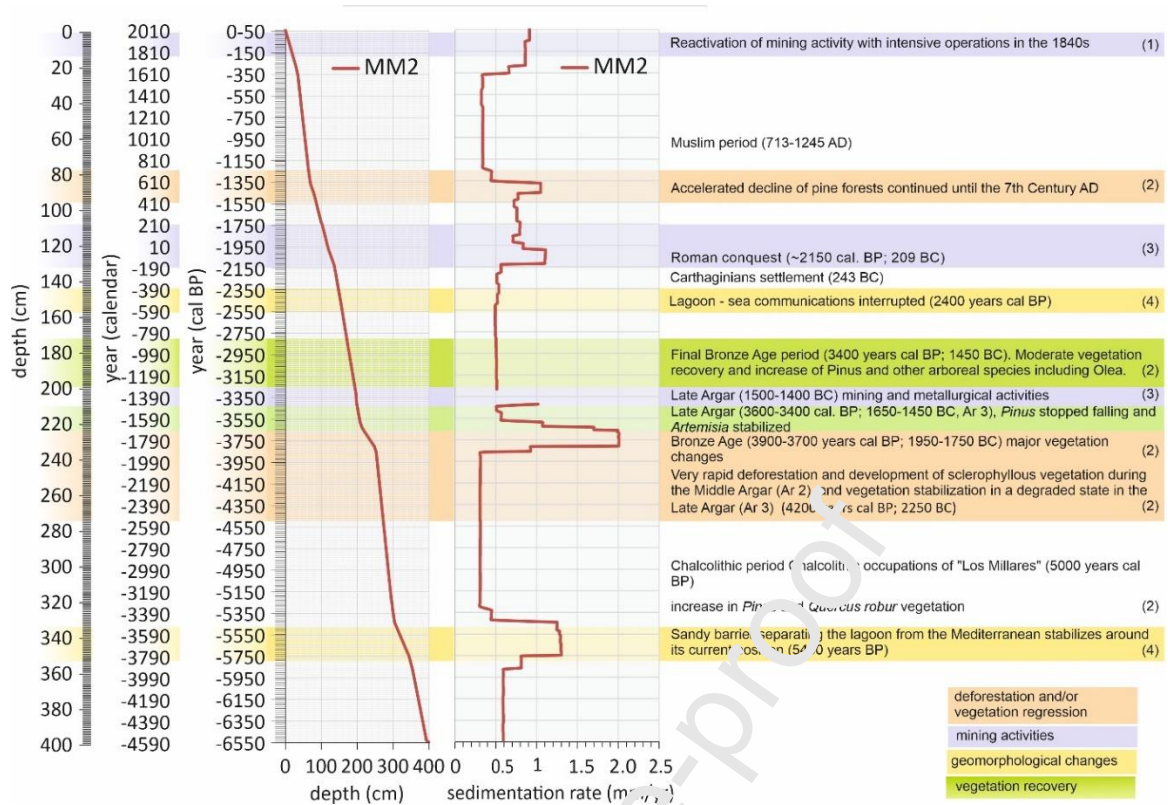 0
20
40
60
80
100
120
140
160
180
200
220
240
260
280
300
320
340
360
380
400
depth (cm)
2010
1810
1610
1410
1210
1010
810
610
410
210
10
-190
-390
-590
-790
-990
-1190
-1390
-1590
-1790
-1990
-2190
-2390
-2590
-2790
-2990
-3190
-3390
-3590
-3790
-3990
-4190
-4390
-4590
year (calendar)
0-50
-150
-350
-550
-750
-950
-1150
-1350
-1550
-1750
-1950
-2150
-2350
-2550
-2750
-2950
-3150
-3350
-3550
-3750
-3950
-4150
-4350
-4550
-4750
-4950
-5150
-5350
-5550
-5750
-5950
-6150
-6350
-6550
year (cal BP)
MM2
0 100 200 300 400
depth (cm)
MM2
0 0.5 1 1.5 2.0 2.5
sedimentation rate
Reactivation of mining activity with intensive operations in the 1840s (1)
Muslim period (713-1245 AD)
Accelerated decline of pine forests continued until the 7th Century AD (2)
Roman conquest (~2150 cal. BP; 209 BC) (3)
Carthaginians settlement (243 BC)
Lagoon - sea communications interrupted (2400 years cal BP) (4)
Final Bronze Age period (3400 years cal BP; 1450 BC). Moderate vegetation
recovery and increase of Pinus and other arboreal species including Olea. (2)
Late Argar (1500-1400 BC) mining and metallurgical activities (3)
Late Argar (3600-3400 cal. BP; 1650-1450 BC, Ar 3), Pinus stopped falling and
Artemisia stabilized
Bronze Age (3900-3700 years cal BP; 1950-1750 BC) major vegetation
changes (2)
Very rapid deforestation and development of sclerophyllous vegetation during
the Middle Argar (Ar 2) and vegetation stabilization in a degraded state in the
Late Argar (Ar 3) cal BP; 2250 BC) (2)
Chalcolithic period Chalcolithic occupations of "Los Millares" (5000 years cal
BP)
increase in Quercus robur vegetation (2)
Sandy barrier separating the lagoon from the Mediterranean stabilizes around
its current position years BP) (4)
deforestation and/or
vegetation regression
mining activities
geomorphological changes
vegetation recovery
-proof